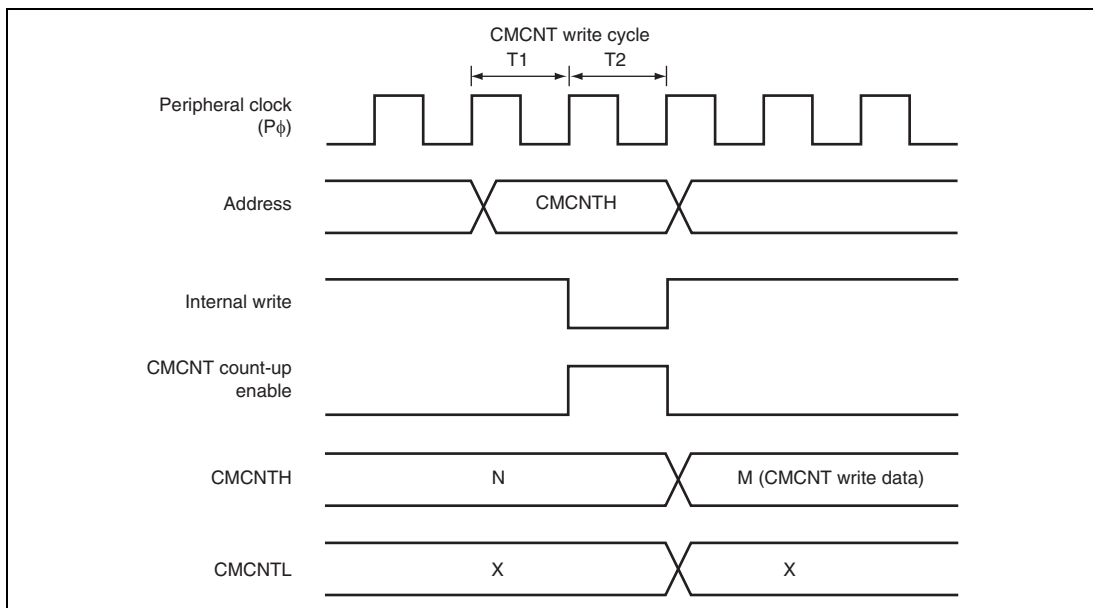 CMCNT write cycle
T1 T2
Peripheral clock
(Pϕ)
Address
CMCNTH
Internal write
CMCNT count-up
enable
CMCNTH
N
M (CMCNT write data)
CMCNTL
X
X